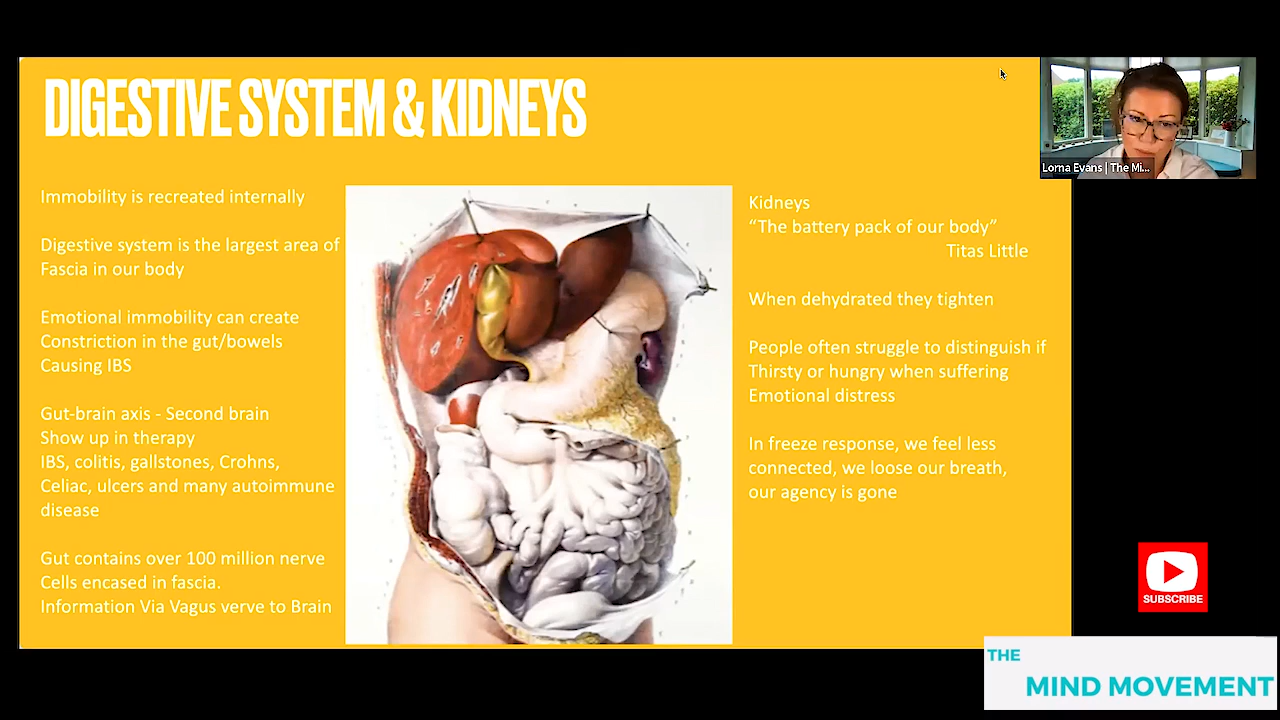 DIGESTIVE SYSTEM & KIDNEYS
Immobility is recreated internally
Digestive system is the largest area of
Fascia in our body
Emotional immobility can create
Constriction in the gut/bowels
Causing IBS
Gut-brain axis - Second brain
Show up in therapy
IBS, colitis, gallstones, Crohns,
Celiac, ulcers and many autoimmune
disease
Gut contains over 100 million nerve
Cells encased in fascia.
Information Via Vagus verve to Brain
Kidneys
“The battery pack of our body”
Titas Little
When dehydrated they tighten
People often struggle to distinguish if
Thirsty or hungry when suffering
Emotional distress
In freeze response, we feel less
connected, we loose our breath,
our agency is gone
Lorna Evans | The Mi...
SUBSCRIBE
THE
MIND MOVEMENT